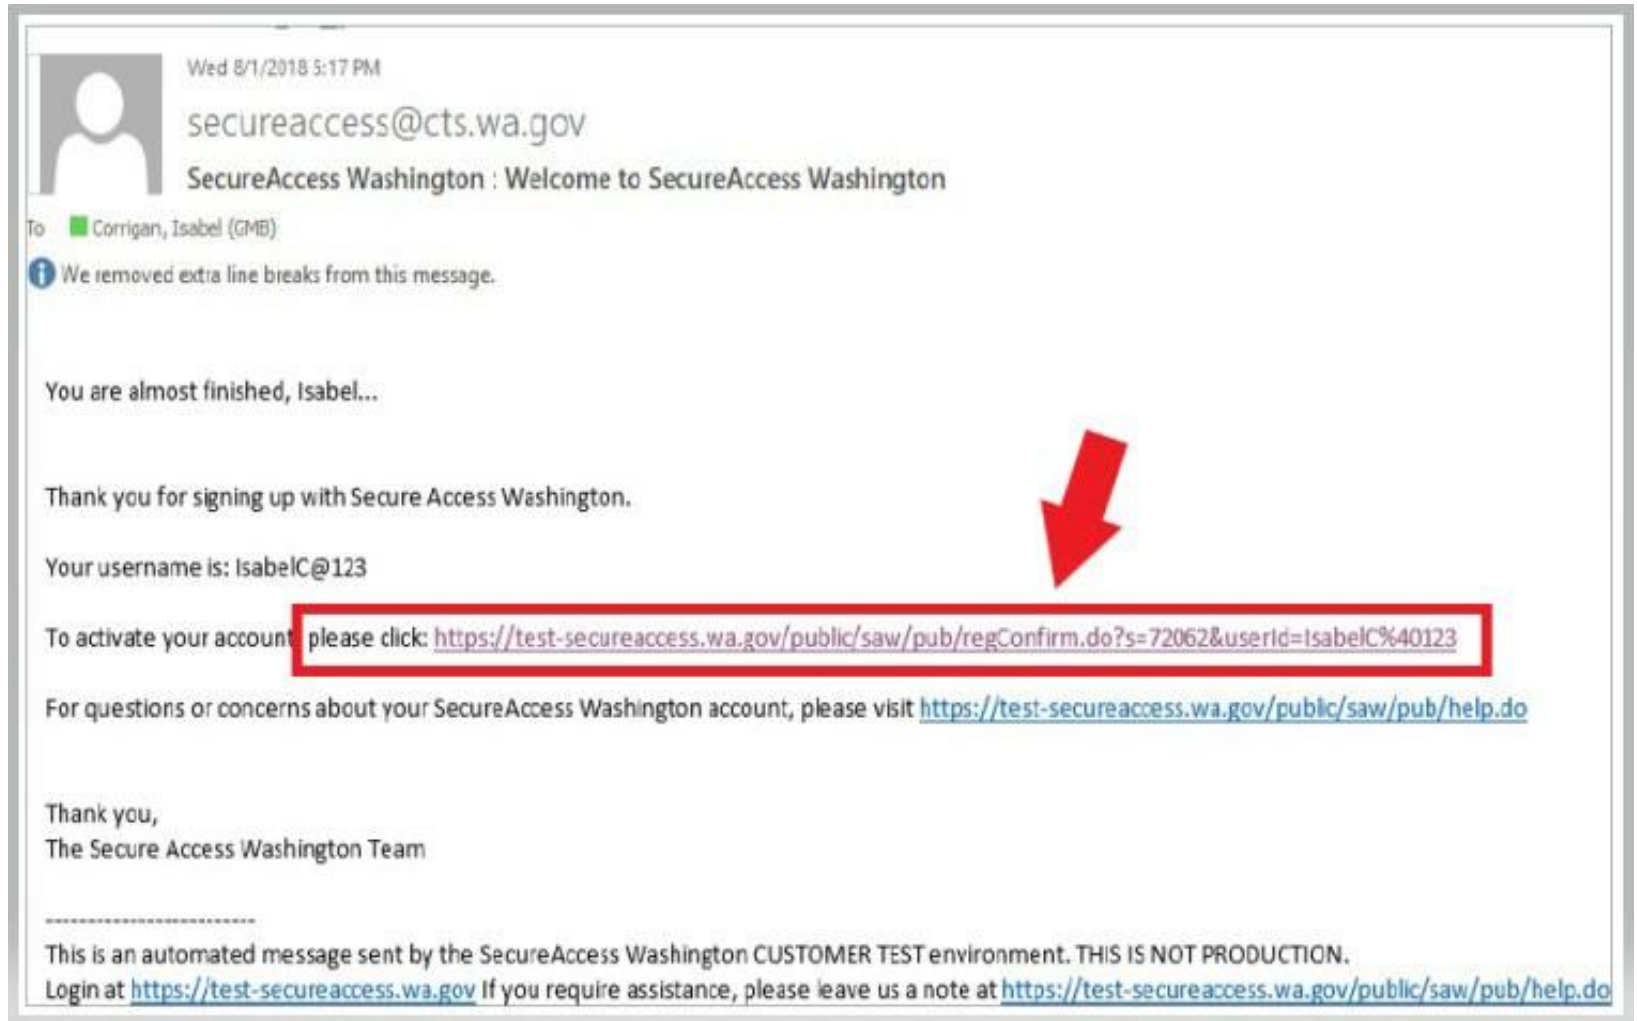 Wed 8/1/2018 5:17 PM
secureaccess@cts.wa.gov
SecureAccess Washington : Welcome to SecureAccess Washington
To Corrigan, Isabel (GMB)
We removed extra line breaks from this message.
You are almost finished, Isabel...
Thank you for signing up with Secure Access Washington.
Your username is: IsabelC@123
To activate your account please click: https://test-secureaccess.wa.gov/public/saw/pub/regConfirm.do?s=72062&userId=IsabelC%40123
For questions or concerns about your SecureAccess Washington account, please visit https://test-secureaccess.wa.gov/public/saw/pub/help.do
Thank you,
The Secure Access Washington Team
-------------------------
This is an automated message sent by the SecureAccess Washington CUSTOMER TEST environment. THIS IS NOT PRODUCTION.
Login at https://test-secureaccess.wa.gov If you require assistance, please leave us a note at https://test-secureaccess.wa.gov/public/saw/pub/help.do